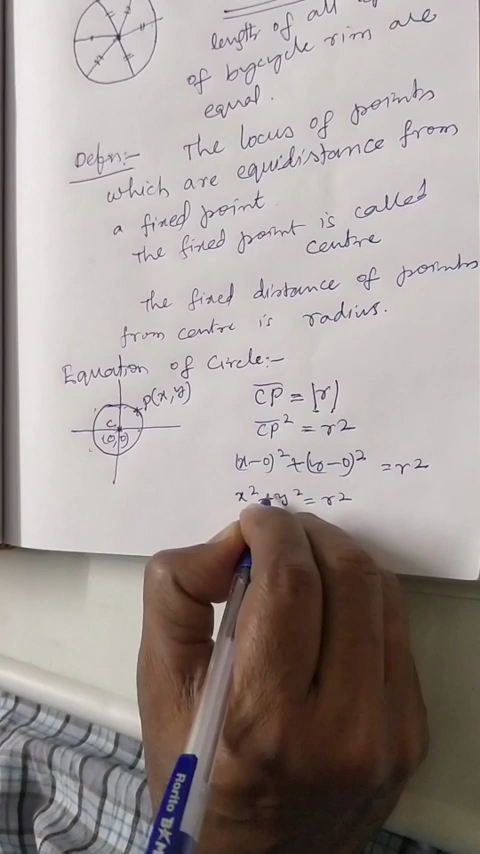 length of all
of bycycle rim are
equal.
Defn:- The locus of points
which are equidistance from
a fixed point
The fixed point is called
centre
The fixed distance of points
from centre is radius.
Equation of Circle:-
P(x, y)
C
(0, 0)
CP = |r|
CP² = r2
(x-0)² + (y-0)² = r2
x² + y² = r2
Rorito